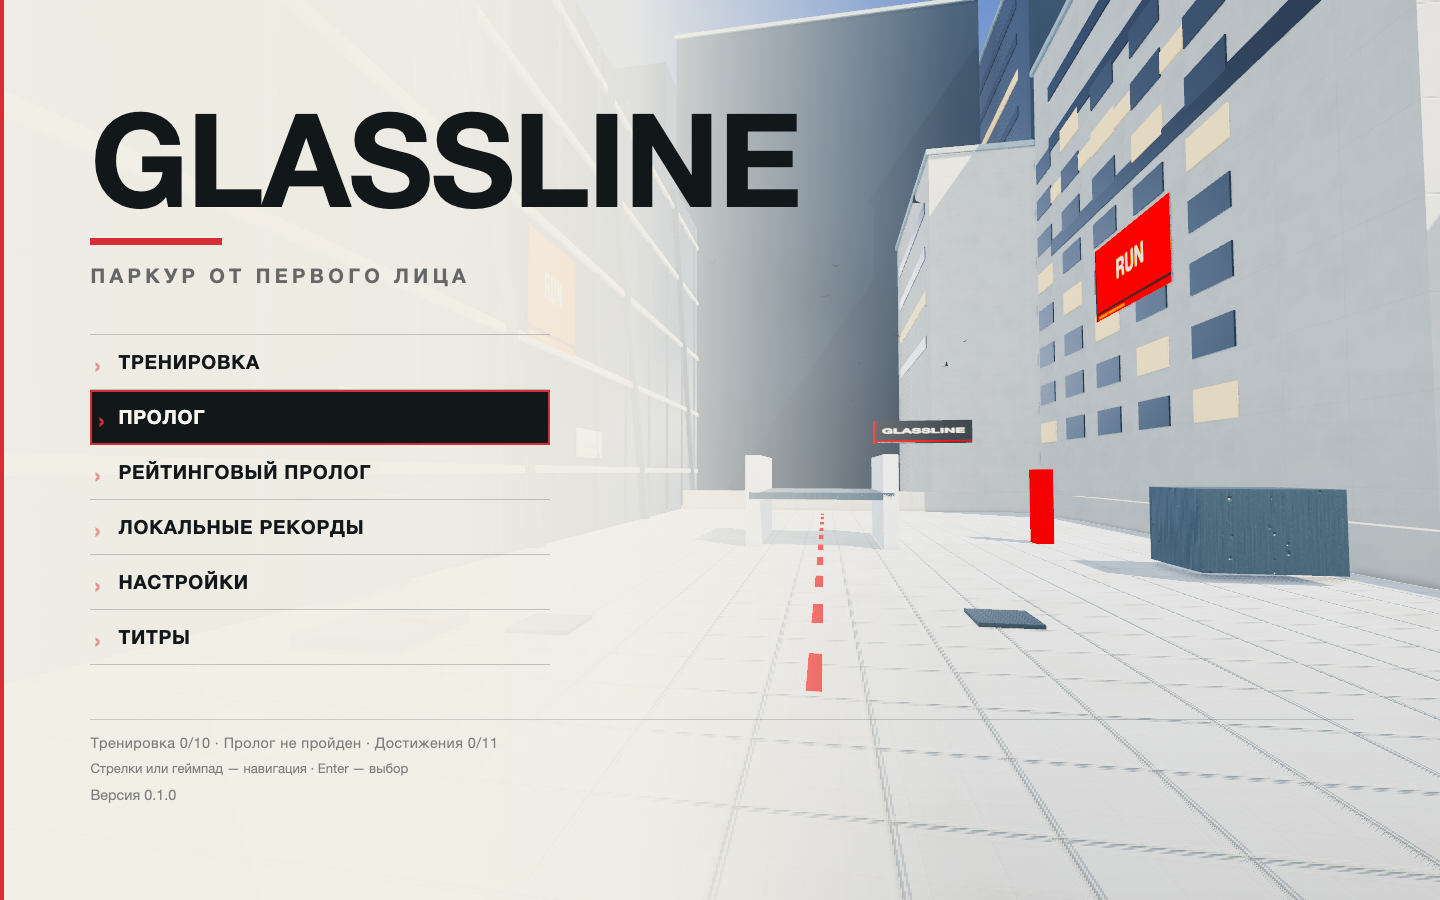 GLASSLINE
ПАРКУР ОТ ПЕРВОГО ЛИЦА
› ТРЕНИРОВКА
› ПРОЛОГ
› РЕЙТИНГОВЫЙ ПРОЛОГ
› ЛОКАЛЬНЫЕ РЕКОРДЫ
› НАСТРОЙКИ
› ТИТРЫ
Тренировка 0/10 · Пролог не пройден · Достижения 0/11
Стрелки или геймпад — навигация · Enter — выбор
Версия 0.1.0
RUN
RUN
GLASSLINE